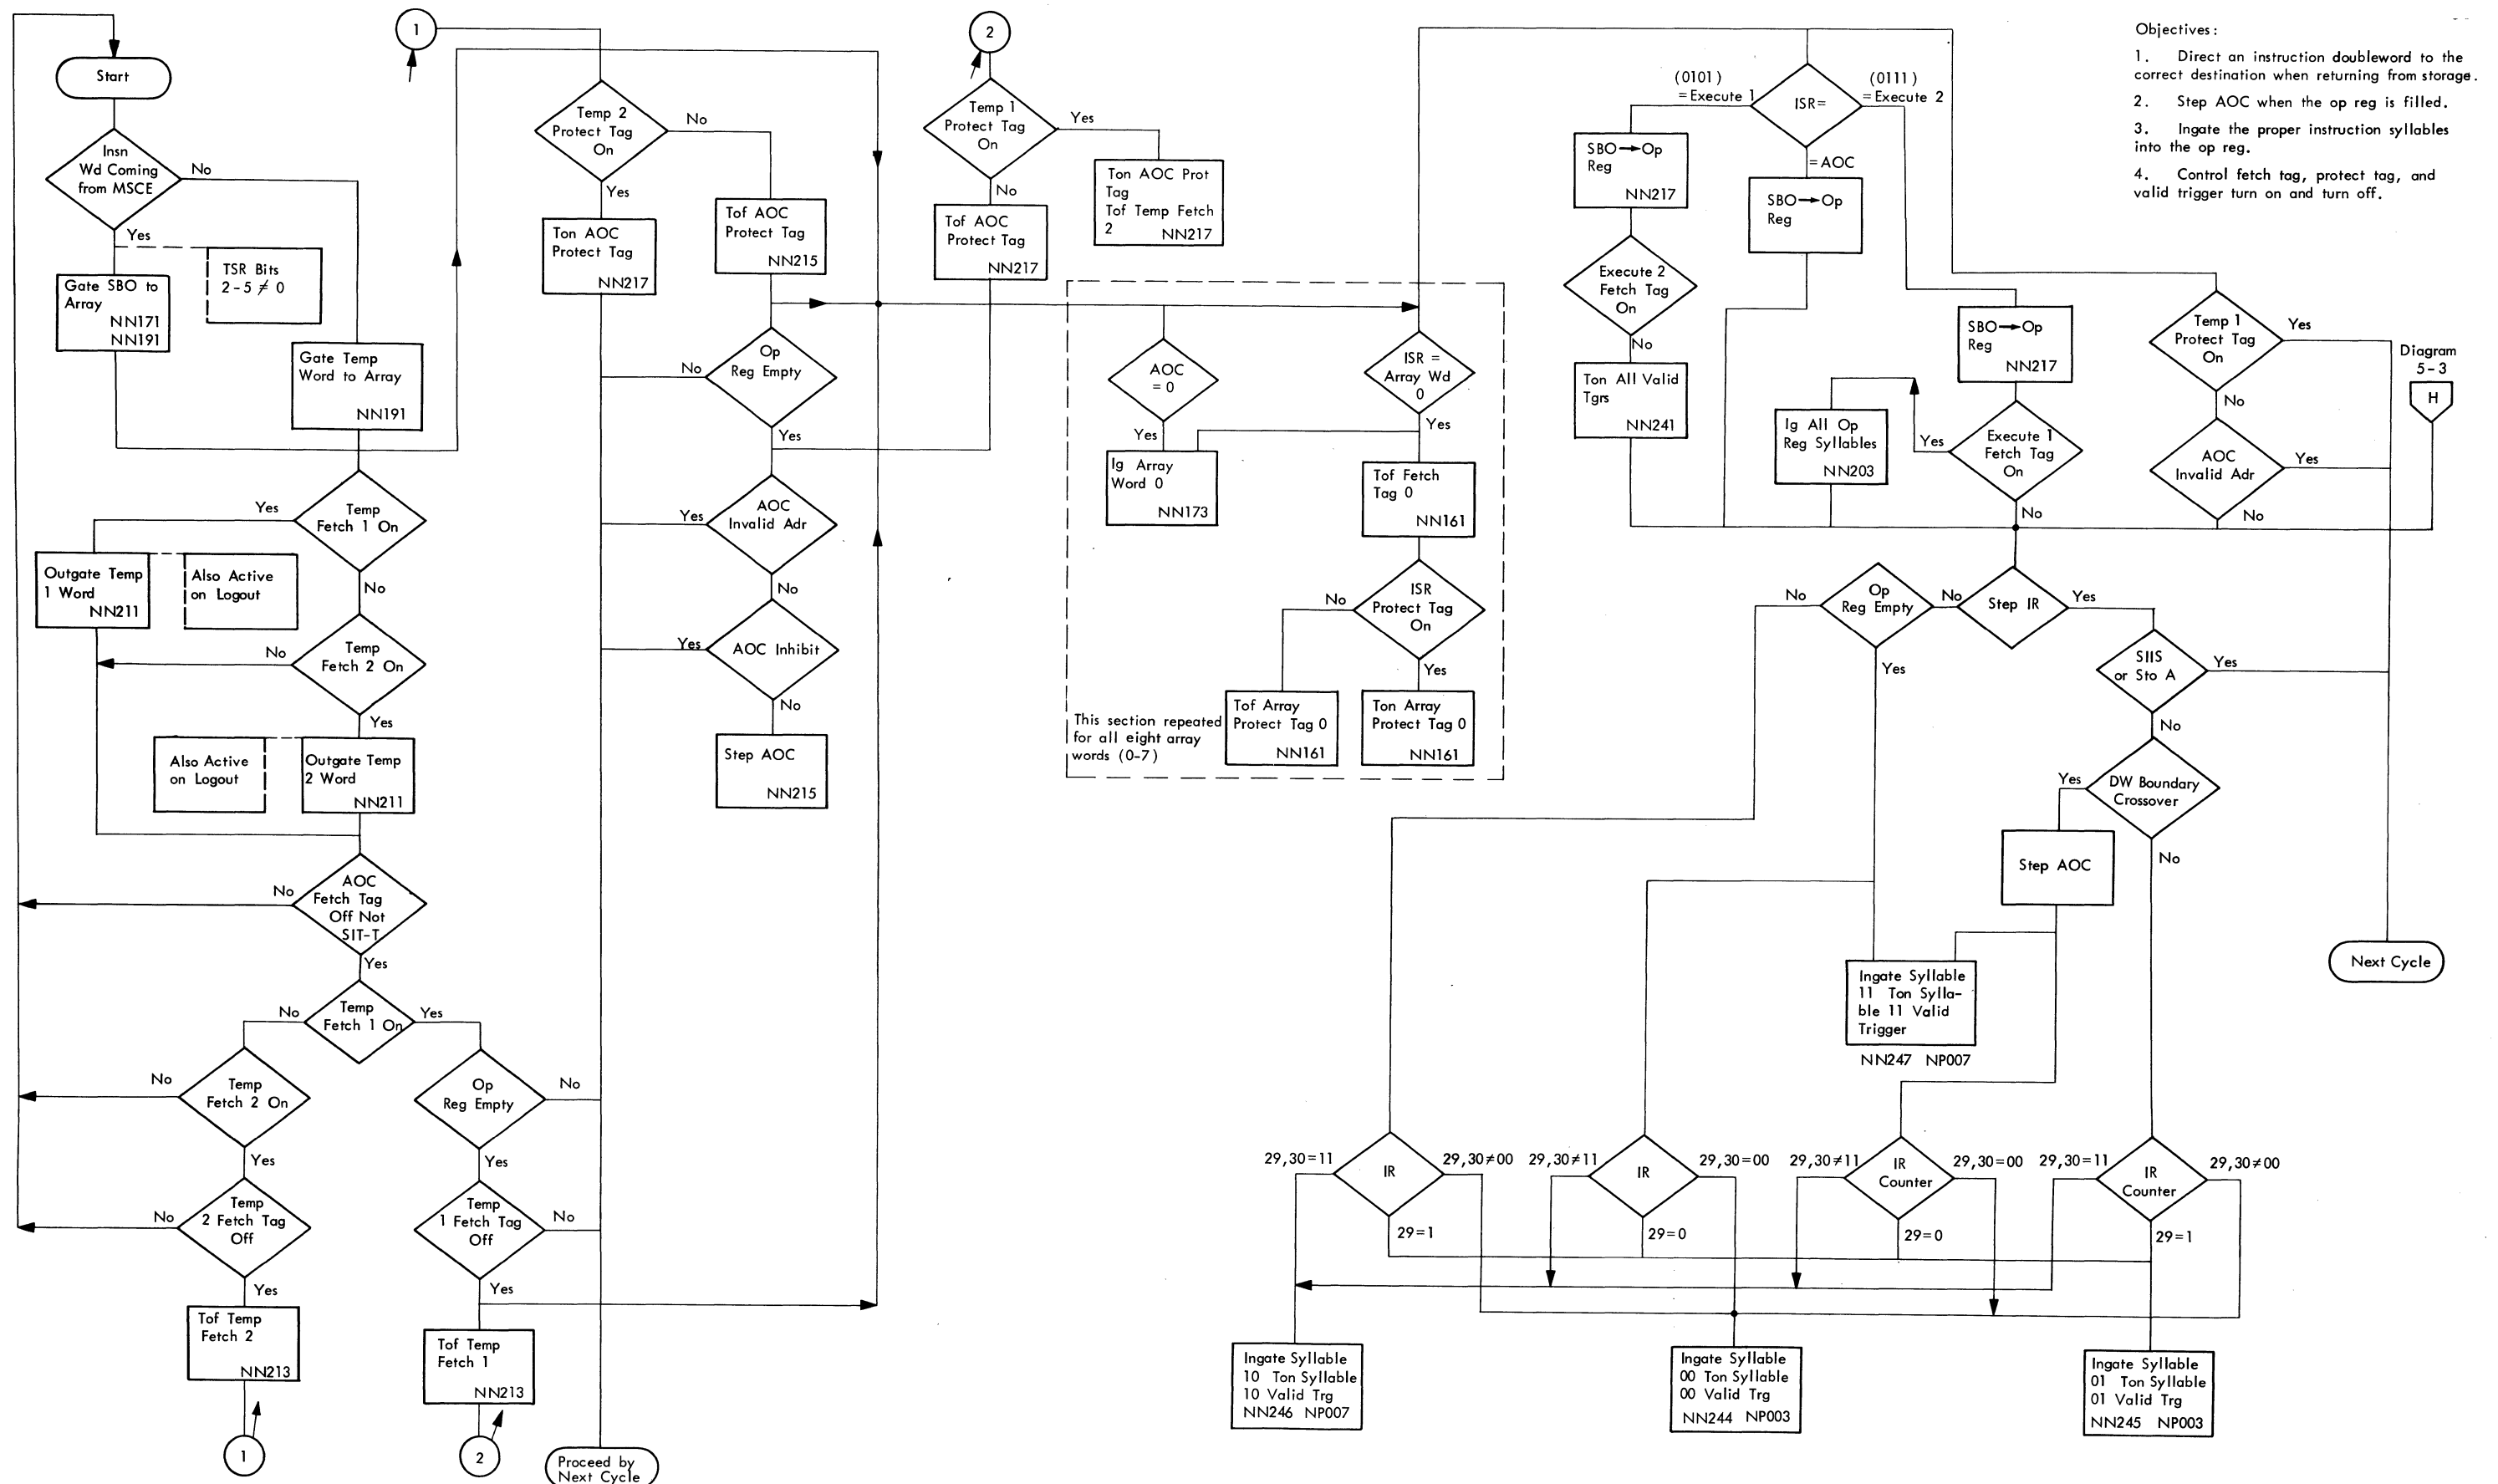 Start
Insn
Wd Coming
from MSCE
No
Yes
TSR Bits
2-5 ≠ 0
Gate SBO to
Array
NN171
NN191
Gate Temp
Word to Array
NN191
Temp
Fetch 1 On
Yes
No
Outgate Temp
1 Word
NN211
Also Active
on Logout
Temp
Fetch 2 On
No
Yes
Also Active
on Logout
Outgate Temp
2 Word
NN211
AOC
Fetch Tag
Off Not
SIT-T
No
Yes
Temp
Fetch 1 On
No
Yes
Temp
Fetch 2 On
No
Yes
Op
Reg Empty
No
Yes
Temp
2 Fetch Tag
Off
No
Yes
Temp
1 Fetch Tag
Off
No
Yes
Tof Temp
Fetch 2
NN213
Tof Temp
Fetch 1
NN213
1
2
Proceed by
Next Cycle
1
Temp 2
Protect Tag
On
No
Yes
Ton AOC
Protect Tag
NN217
Tof AOC
Protect Tag
NN215
Op
Reg Empty
No
Yes
AOC
Invalid Adr
Yes
No
AOC Inhibit
Yes
No
Step AOC
NN215
2
Temp 1
Protect Tag
On
Yes
No
Ton AOC Prot
Tag
Tof Temp Fetch
2
NN217
Tof AOC
Protect Tag
NN217
AOC
= 0
Yes
ISR =
Array Wd
0
Yes
Ig Array
Word 0
NN173
Tof Fetch
Tag 0
NN161
ISR
Protect Tag
On
No
Yes
Tof Array
Protect Tag 0
NN161
Ton Array
Protect Tag 0
NN161
This section repeated
for all eight array
words (0-7)
(0101)
=Execute 1
ISR=
(0111)
=Execute 2
=AOC
SBO→Op
Reg
NN217
SBO→Op
Reg
Execute 2
Fetch Tag
On
No
Ton All Valid
Tgrs
NN241
SBO→Op
Reg
NN217
Ig All Op
Reg Syllables
NN203
Yes
Execute 1
Fetch Tag
On
No
Temp 1
Protect Tag
On
Yes
No
AOC
Invalid Adr
Yes
No
Diagram
5-3
H
Objectives:
1. Direct an instruction doubleword to the
correct destination when returning from storage.
2. Step AOC when the op reg is filled.
3. Ingate the proper instruction syllables
into the op reg.
4. Control fetch tag, protect tag, and
valid trigger turn on and turn off.
No
Op
Reg Empty
No
Yes
Step IR
Yes
SIIS
or Sto A
Yes
No
DW Boundary
Crossover
Yes
No
Step AOC
Next Cycle
Ingate Syllable
11 Ton Sylla-
ble 11 Valid
Trigger
NN247 NP007
29,30=11
IR
29,30≠00
29=1
29,30≠11
IR
29,30=00
29=0
29,30≠11
IR
Counter
29,30=00
29=0
29,30=11
IR
Counter
29,30≠00
29=1
Ingate Syllable
10 Ton Syllable
10 Valid Trg
NN246 NP007
Ingate Syllable
00 Ton Syllable
00 Valid Trg
NN244 NP003
Ingate Syllable
01 Ton Syllable
01 Valid Trg
NN245 NP003